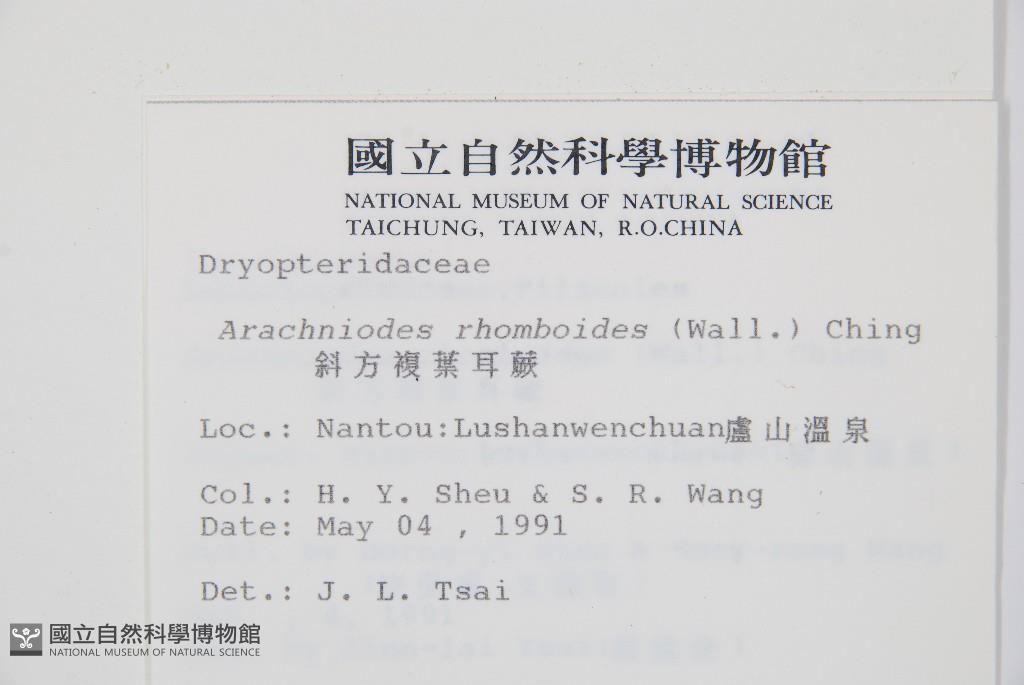 國立自然科學博物館
NATIONAL MUSEUM OF NATURAL SCIENCE
TAICHUNG, TAIWAN, R.O.CHINA
Dryopteridaceae
Arachniodes rhomboides (Wall.) Ching
斜方複葉耳蕨
Loc.: Nantou:Lushanwenchuan廬山溫泉
Col.: H. Y. Sheu & S. R. Wang
Date: May 04 , 1991
Det.: J. L. Tsai
國立自然科學博物館
NATIONAL MUSEUM OF NATURAL SCIENCE